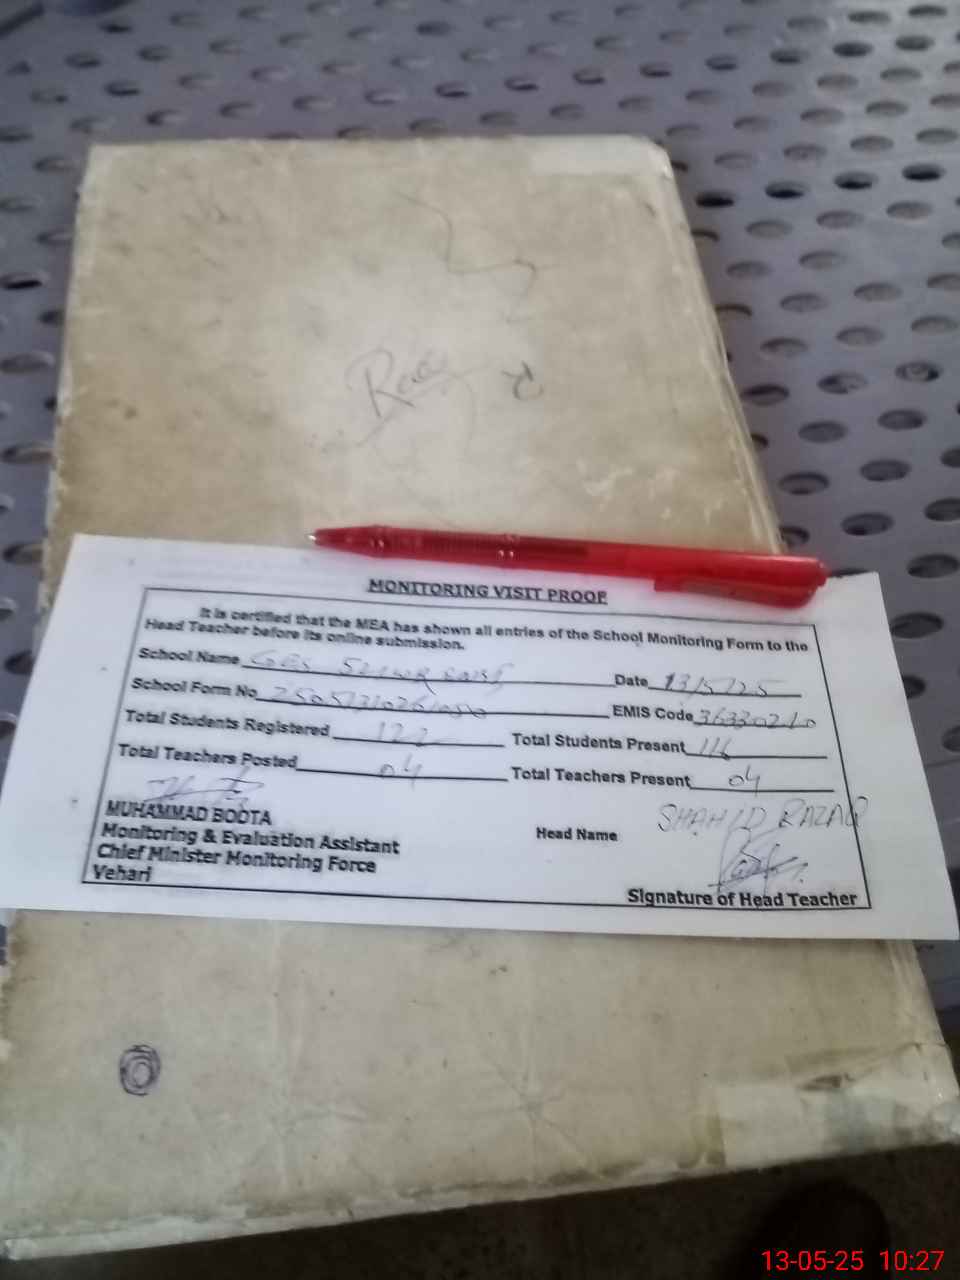 MONITORING VISIT PROOF
It is certified that the MEA has shown all entries of the School Monitoring Form to the
Head Teacher before its online submission.
School Name Date 13/5/25
School Form No EMIS Code 36330210
Total Students Registered 122 Total Students Present 116
Total Teachers Posted 04 Total Teachers Present 04
MUHAMMAD BOOTA
Monitoring & Evaluation Assistant
Chief Minister Monitoring Force
Vehari
Head Name SHAHID RAZAQ
Signature of Head Teacher
13-05-25 10:27